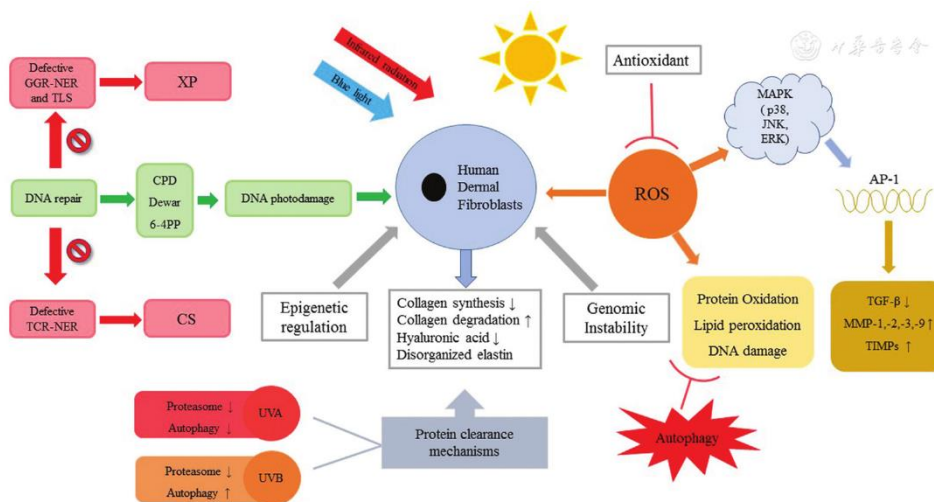 Defective
GGR-NER
and TLS
XP
DNA repair
CPD
Dewar
6-4PP
DNA photodamage
Defective
TCR-NER
CS
Infrared radiation
Blue light
Human
Dermal
Fibroblasts
Antioxidant
ROS
MAPK
( p38,
JNK,
ERK)
AP-1
Epigenetic
regulation
Collagen synthesis ↓
Collagen degradation ↑
Hyaluronic acid ↓
Disorganized elastin
Genomic
Instability
Protein Oxidation
Lipid peroxidation
DNA damage
TGF-β ↓
MMP-1,-2,-3,-9↑
TIMPs ↑
Proteasome ↓
Autophagy ↓
UVA
Proteasome ↓
Autophagy ↑
UVB
Protein clearance
mechanisms
Autophagy